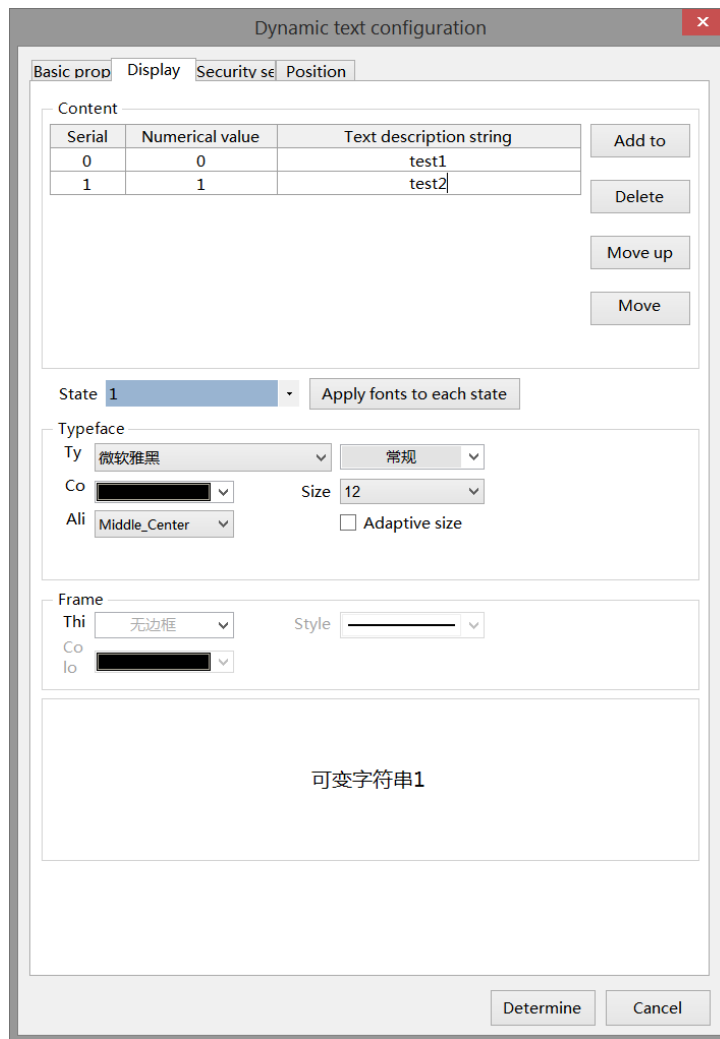 Dynamic text configuration
Basic prop Display Security se Position
Content
Serial Numerical value Text description string
0 0 test1
1 1 test2
Add to
Delete
Move up
Move
State 1 Apply fonts to each state
Typeface
Ty 微软雅黑 常规
Co Size 12
Ali Middle_Center Adaptive size
Frame
Thi 无边框 Style
Co
lo
可变字符串1
Determine Cancel